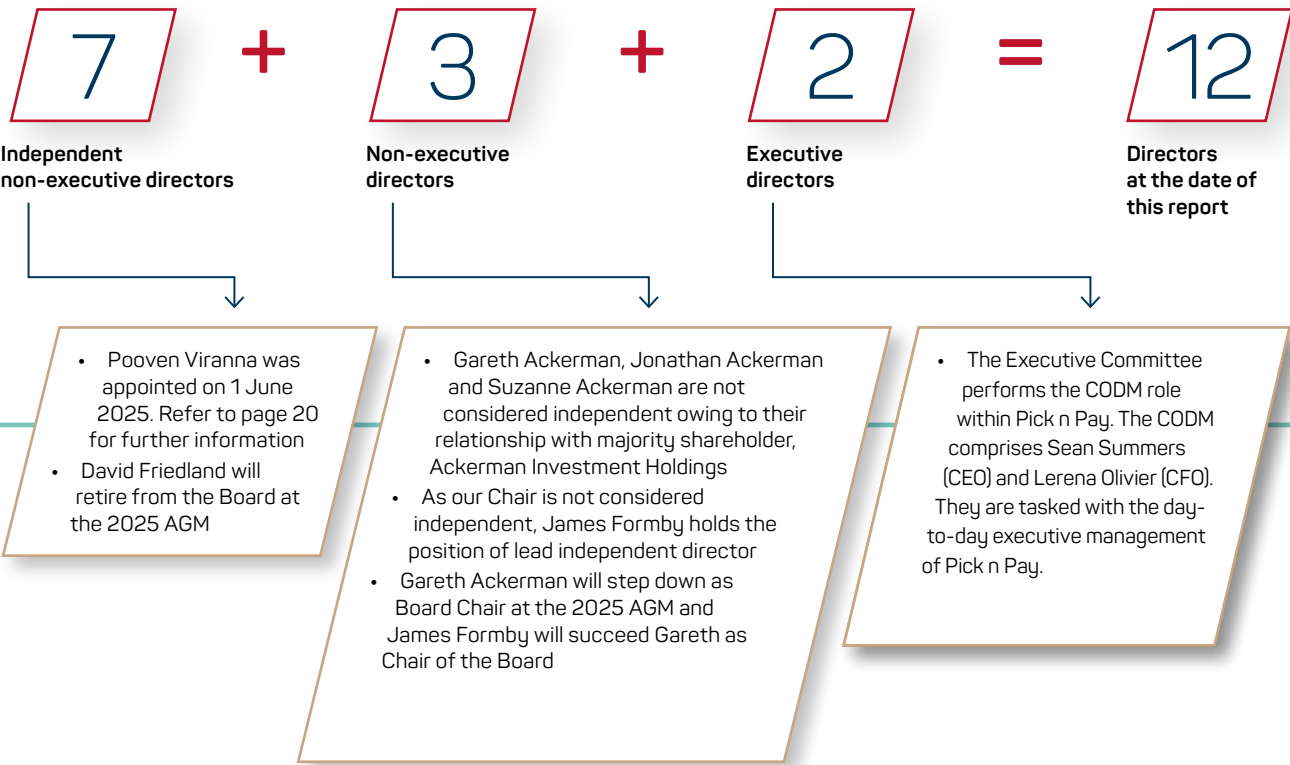 7 + 3 + 2 = 12
Independent
non-executive directors
Non-executive
directors
Executive
directors
Directors
at the date of
this report
• Pooven Viranna was
appointed on 1 June
2025. Refer to page 20
for further information
• David Friedland will
retire from the Board at
the 2025 AGM
• Gareth Ackerman, Jonathan Ackerman
and Suzanne Ackerman are not
considered independent owing to their
relationship with majority shareholder,
Ackerman Investment Holdings
• As our Chair is not considered
independent, James Formby holds the
position of lead independent director
• Gareth Ackerman will step down as
Board Chair at the 2025 AGM and
James Formby will succeed Gareth as
Chair of the Board
• The Executive Committee
performs the CODM role
within Pick n Pay. The CODM
comprises Sean Summers
(CEO) and Lerena Olivier (CFO).
They are tasked with the day-
to-day executive management
of Pick n Pay.